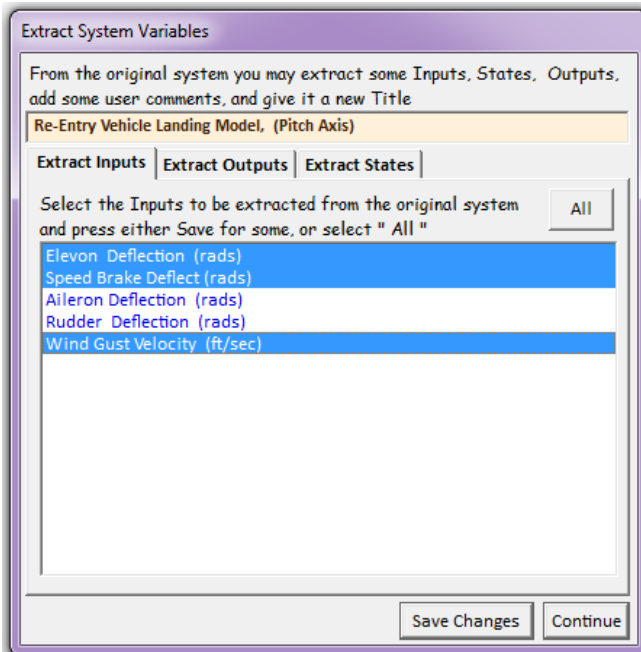 Extract System Variables
From the original system you may extract some Inputs, States, Outputs,
add some user comments, and give it a new Title
Re-Entry Vehicle Landing Model, (Pitch Axis)
Extract Inputs Extract Outputs Extract States
Select the Inputs to be extracted from the original system
and press either Save for some, or select " All "
All
Elevon Deflection (rads)
Speed Brake Deflect (rads)
Aileron Deflection (rads)
Rudder Deflection (rads)
Wind Gust Velocity (ft/sec)
Save Changes Continue